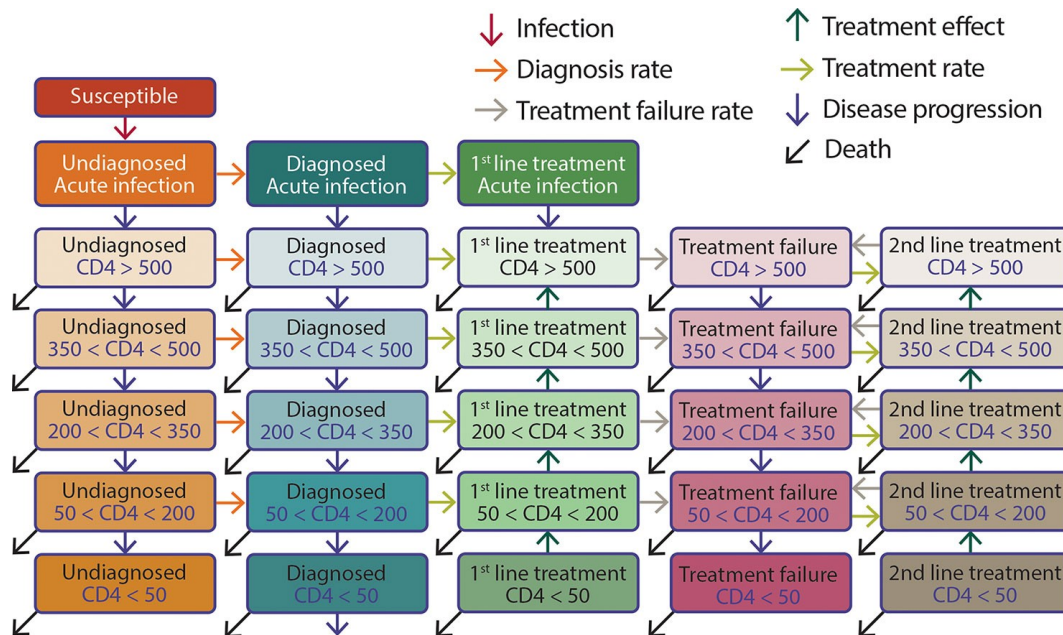 Infection
Diagnosis rate
Treatment failure rate
Treatment effect
Treatment rate
Disease progression
Death
Susceptible
Undiagnosed
Acute infection
Diagnosed
Acute infection
1st line treatment
Acute infection
Undiagnosed
CD4 > 500
Diagnosed
CD4 > 500
1st line treatment
CD4 > 500
Treatment failure
CD4 > 500
2nd line treatment
CD4 > 500
Undiagnosed
350 < CD4 < 500
Diagnosed
350 < CD4 < 500
1st line treatment
350 < CD4 < 500
Treatment failure
350 < CD4 < 500
2nd line treatment
350 < CD4 < 500
Undiagnosed
200 < CD4 < 350
Diagnosed
200 < CD4 < 350
1st line treatment
200 < CD4 < 350
Treatment failure
200 < CD4 < 350
2nd line treatment
200 < CD4 < 350
Undiagnosed
50 < CD4 < 200
Diagnosed
50 < CD4 < 200
1st line treatment
50 < CD4 < 200
Treatment failure
50 < CD4 < 200
2nd line treatment
50 < CD4 < 200
Undiagnosed
CD4 < 50
Diagnosed
CD4 < 50
1st line treatment
CD4 < 50
Treatment failure
CD4 < 50
2nd line treatment
CD4 < 50